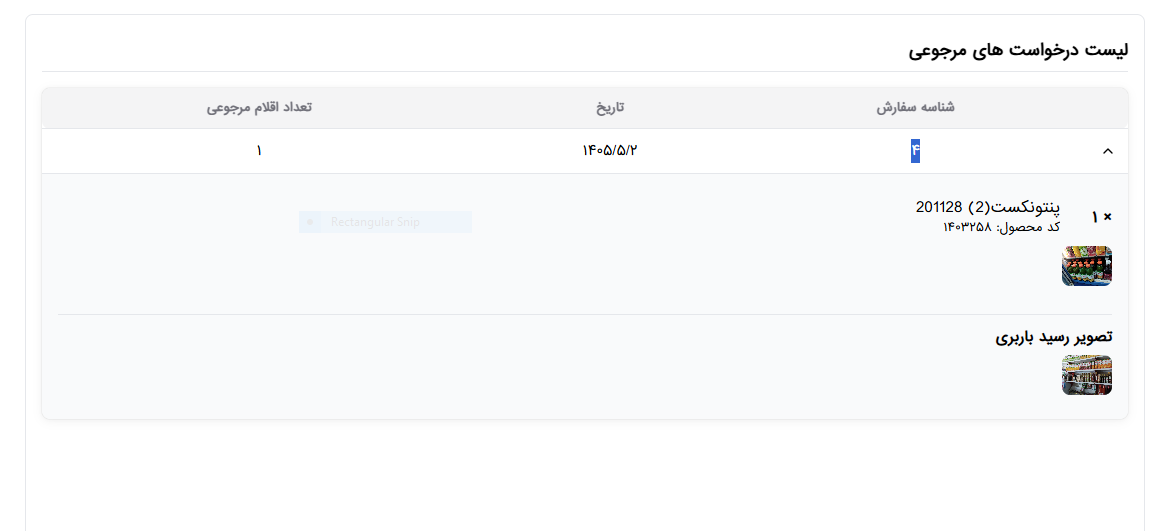 لیست درخواست های مرجوعی
شناسه سفارش تاریخ تعداد اقلام مرجوعی
۴ ۱۴۰۵/۵/۲ ۱
× ۱
پنتونکست(2) 201128
کد محصول: ۱۴۰۳۲۵۸
Rectangular Snip
تصویر رسید باربری